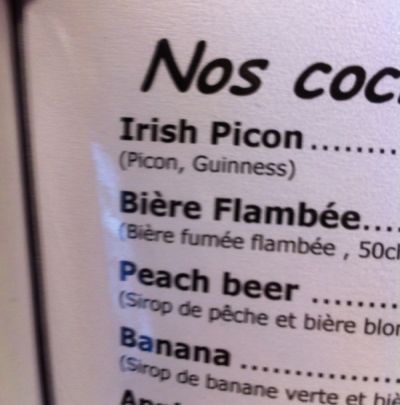 Nos coc
Irish Picon.........
(Picon, Guinness)
Bière Flambée....
(Bière fumée flambée , 50c
Peach beer .........
(Sirop de pêche et bière blon
Banana ...............
(Sirop de banane verte et biè